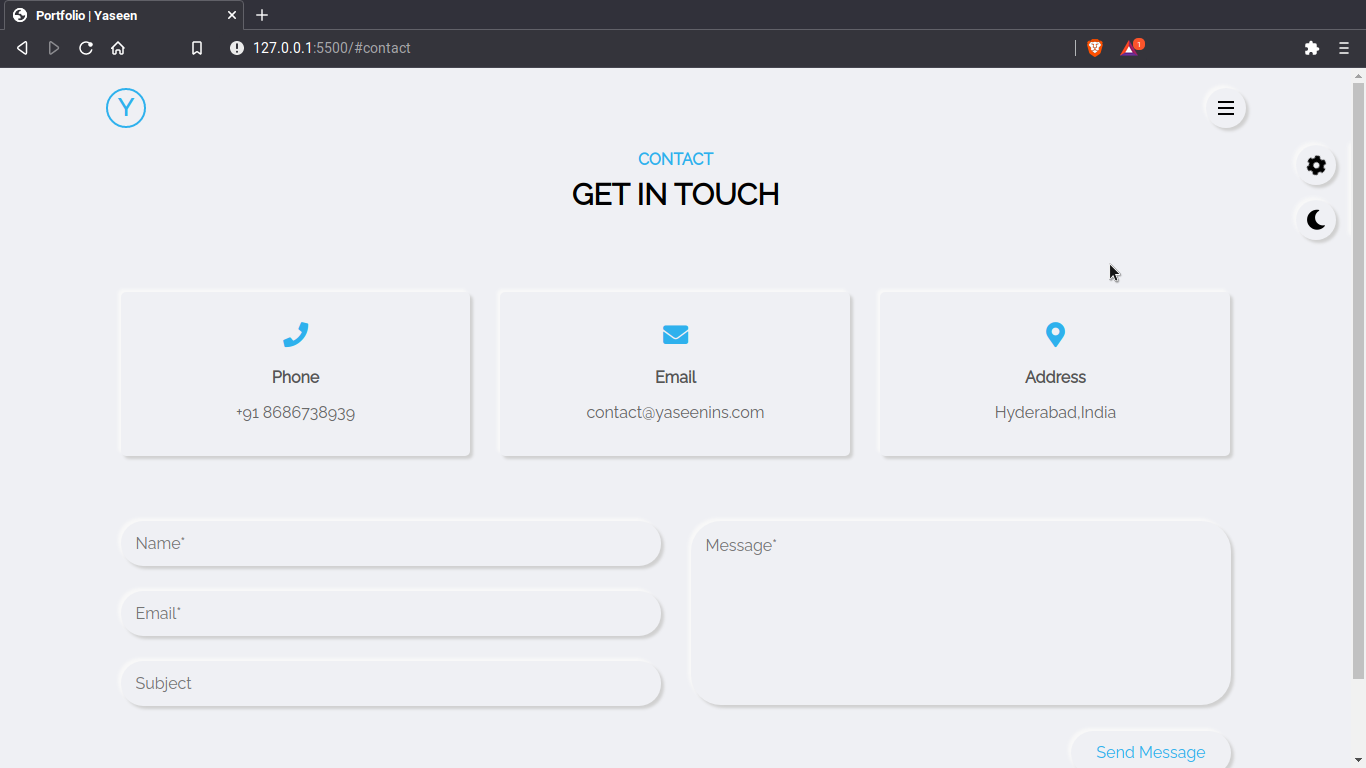 Portfolio | Yaseen
127.0.0.1:5500/#contact
1
Y
CONTACT
GET IN TOUCH
Phone
+91 8686738939
Email
contact@yaseenins.com
Address
Hyderabad,India
Name*
Email*
Subject
Message*
Send Message